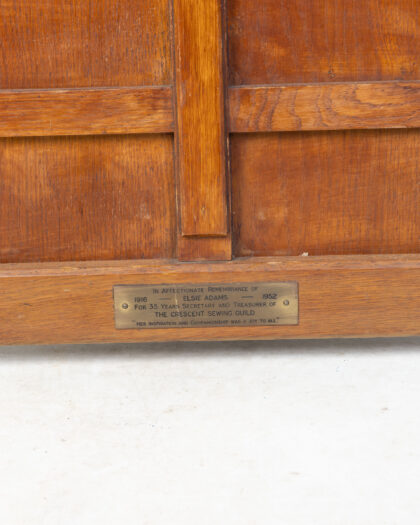 IN AFFECTIONATE REMEMBRANCE OF
1916 — ELSIE ADAMS — 1952
FOR 35 YEARS SECRETARY AND TREASURER OF
THE CRESCENT SEWING GUILD
"HER INSPIRATION AND COMPANIONSHIP WAS A JOY TO ALL"